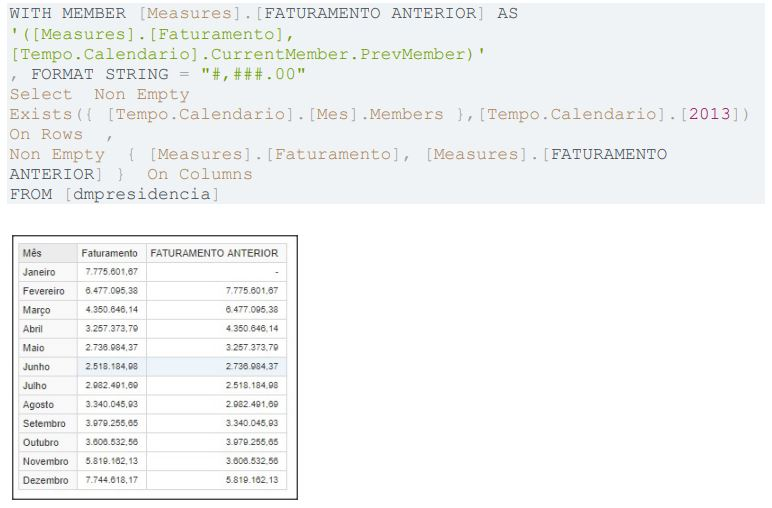 WITH MEMBER [Measures].[FATURAMENTO ANTERIOR] AS
'([Measures].[Faturamento],
[Tempo.Calendario].CurrentMember.PrevMember)'
, FORMAT STRING = "#,###.00"
Select  Non Empty
Exists({ [Tempo.Calendario].[Mes].Members },[Tempo.Calendario].[2013])
On Rows  ,
Non Empty  { [Measures].[Faturamento], [Measures].[FATURAMENTO
ANTERIOR] }  On Columns
FROM [dmpresidencia]
Mês Faturamento FATURAMENTO ANTERIOR
Janeiro 7.775.601,67 -
Fevereiro 6.477.095,38 7.775.601,67
Março 4.350.646,14 6.477.095,38
Abril 3.257.373,79 4.350.646,14
Maio 2.736.984,37 3.257.373,79
Junho 2.518.184,98 2.736.984,37
Julho 2.982.491,69 2.518.184,98
Agosto 3.340.045,93 2.982.491,69
Setembro 3.979.255,65 3.340.045,93
Outubro 3.606.532,56 3.979.255,65
Novembro 5.819.162,13 3.606.532,56
Dezembro 7.744.618,17 5.819.162,13